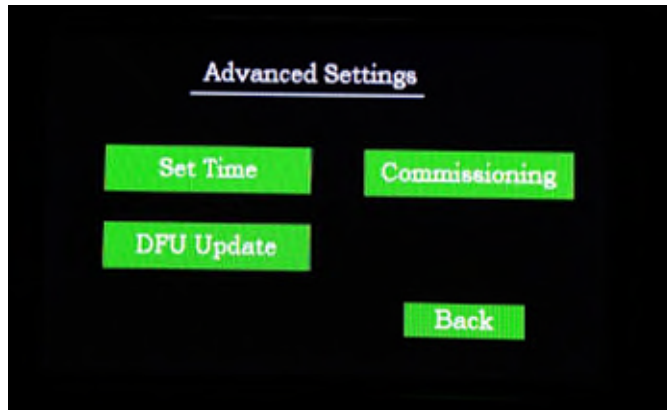 Advanced Settings
Set Time
Commissioning
DFU Update
Back